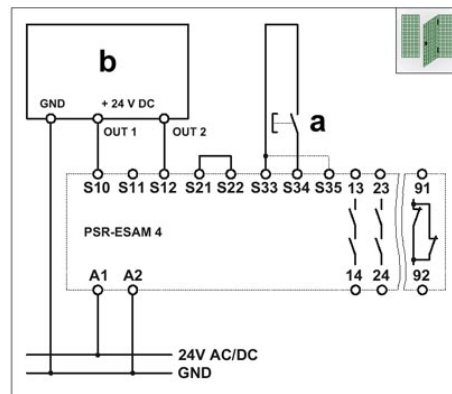 b
GND + 24 V DC
OUT 1 OUT 2
a
S10 S11 S12 S21 S22 S33 S34 S35 13 23 91
PSR-ESAM 4
A1 A2 14 24 92
24V AC/DC
GND